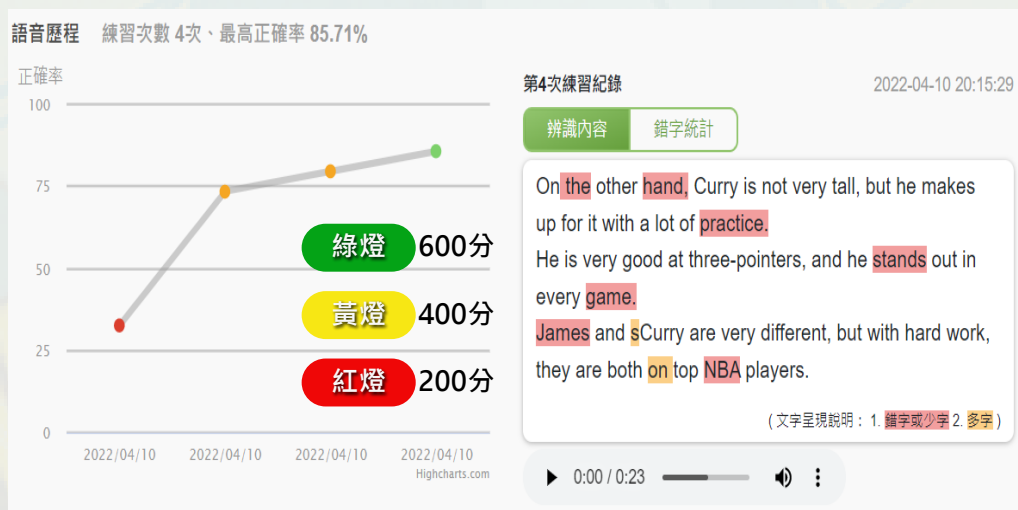 語音歷程 練習次數 4次、最高正確率 85.71%
正確率
100
75
50
25
0
綠燈 600分
黃燈 400分
紅燈 200分
2022/04/10 2022/04/10 2022/04/10 2022/04/10
Highcharts.com
第4次練習紀錄 2022-04-10 20:15:29
辨識內容 錯字統計
On the other hand, Curry is not very tall, but he makes
up for it with a lot of practice.
He is very good at three-pointers, and he stands out in
every game.
James and sCurry are very different, but with hard work,
they are both on top NBA players.
( 文字呈現說明： 1. 錯字或少字 2. 多字 )
0:00 / 0:23